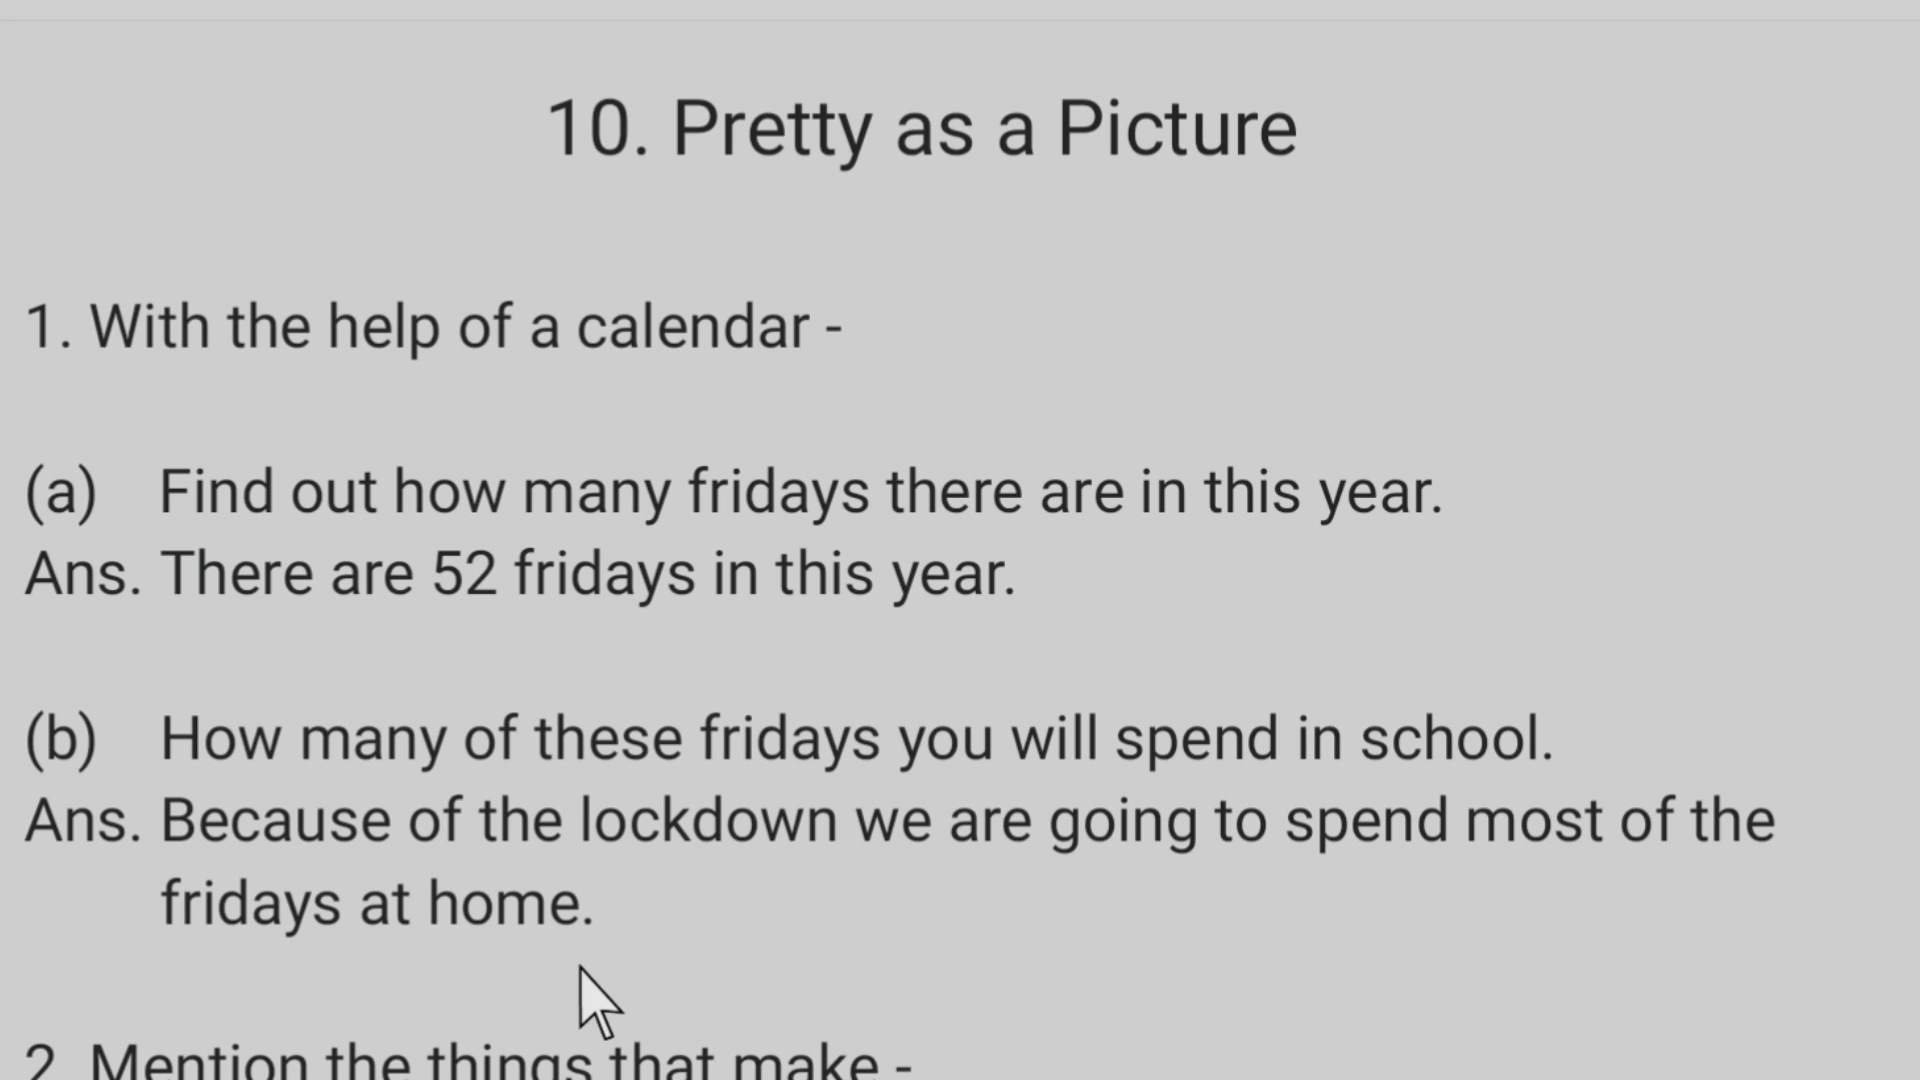 10. Pretty as a Picture
1. With the help of a calendar -
(a) Find out how many fridays there are in this year.
Ans. There are 52 fridays in this year.
(b) How many of these fridays you will spend in school.
Ans. Because of the lockdown we are going to spend most of the
fridays at home.
2 Mention the things that make -